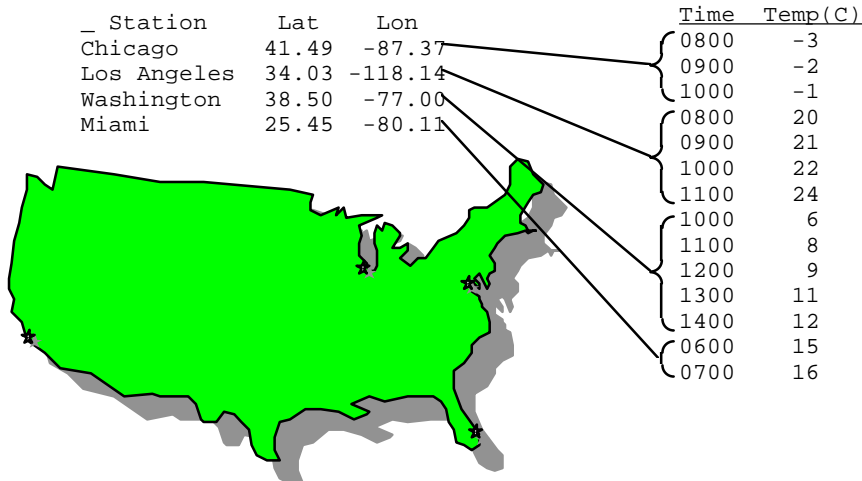 _ Station Lat Lon
Chicago 41.49 -87.37
Los Angeles 34.03 -118.14
Washington 38.50 -77.00
Miami 25.45 -80.11
Time Temp(C)
0800 -3
0900 -2
1000 -1
0800 20
0900 21
1000 22
1100 24
1000 6
1100 8
1200 9
1300 11
1400 12
0600 15
0700 16